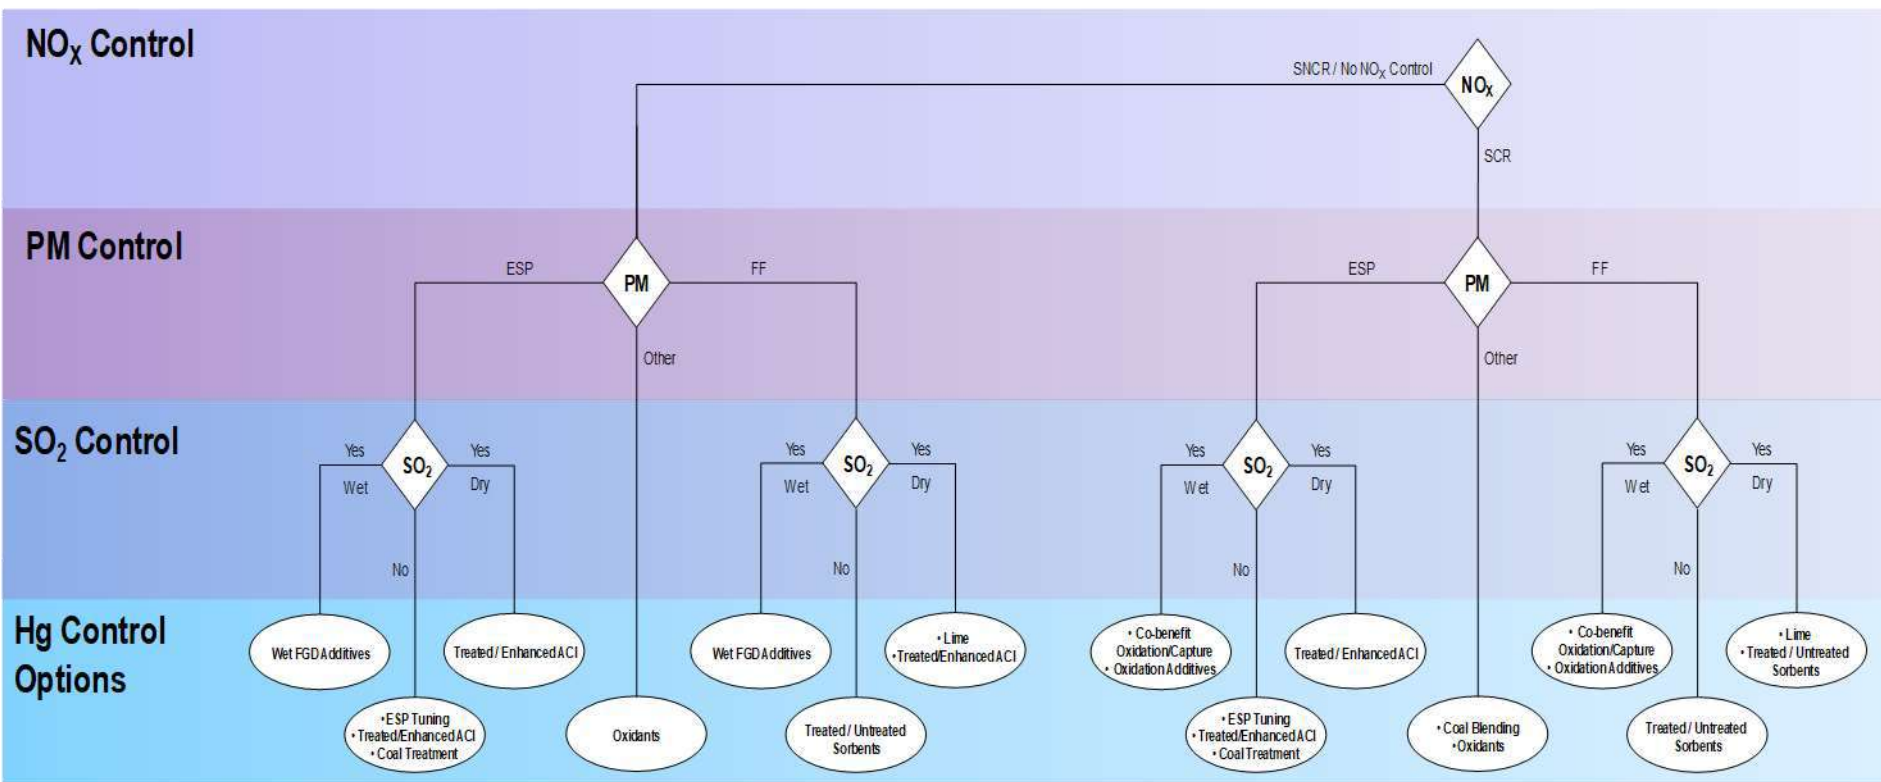 NOX Control
SNCR / No NOX Control
NOX
SCR
PM Control
ESP
PM
FF
Other
ESP
PM
FF
Other
SO2 Control
Yes
Wet
SO2
Yes
Dry
No
Yes
Wet
SO2
Yes
Dry
No
Yes
Wet
SO2
Yes
Dry
No
Yes
Wet
SO2
Yes
Dry
No
Hg Control
Options
Wet FGD Additives
Treated / Enhanced ACI
• ESP Tuning
• Treated/Enhanced ACI
• Coal Treatment
Oxidants
Wet FGD Additives
• Lime
• Treated/Enhanced ACI
Treated / Untreated
Sorbents
• Co-benefit
Oxidation/Capture
• Oxidation Additives
Treated / Enhanced ACI
• ESP Tuning
• Treated/Enhanced ACI
• Coal Treatment
• Coal Blending
• Oxidants
• Co-benefit
Oxidation/Capture
• Oxidation Additives
• Lime
• Treated / Untreated
Sorbents
Treated / Untreated
Sorbents